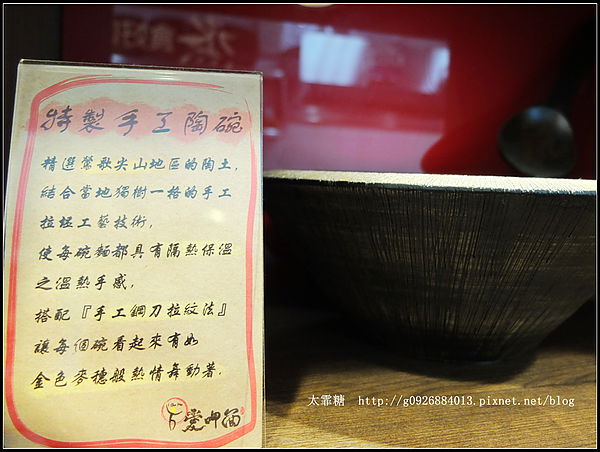 特製手工陶碗
精選鶯歌尖山地區的陶土,
結合當地獨樹一格的手工
拉坯工藝技術,
使每碗麵都具有隔熱保溫
之溫熱手感,
搭配『手工鋼刀拉紋法』
讓每個碗看起來有如
金色麥穗般熱情舞動著.
太霏糖 http://g0926884013.pixnet.net/blog